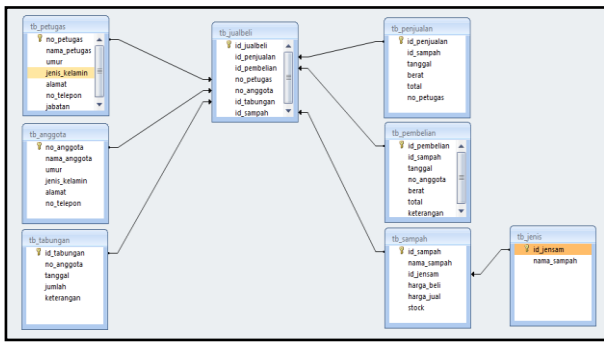 tb_petugas
no_petugas
nama_petugas
umur
jenis_kelamin
alamat
no_telepon
jabatan
tb_anggota
no_anggota
nama_anggota
umur
jenis_kelamin
alamat
no_telepon
tb_tabungan
id_tabungan
no_anggota
tanggal
jumlah
keterangan
tb_jualbeli
id_jualbeli
id_penjualan
id_pembelian
no_petugas
no_anggota
id_tabungan
id_sampah
tb_penjualan
id_penjualan
id_sampah
tanggal
berat
total
no_petugas
tb_pembelian
id_pembelian
id_sampah
tanggal
no_anggota
berat
total
keterangan
tb_sampah
id_sampah
nama_sampah
id_jensam
harga_beli
harga_jual
stock
tb_jenis
id_jensam
nama_sampah